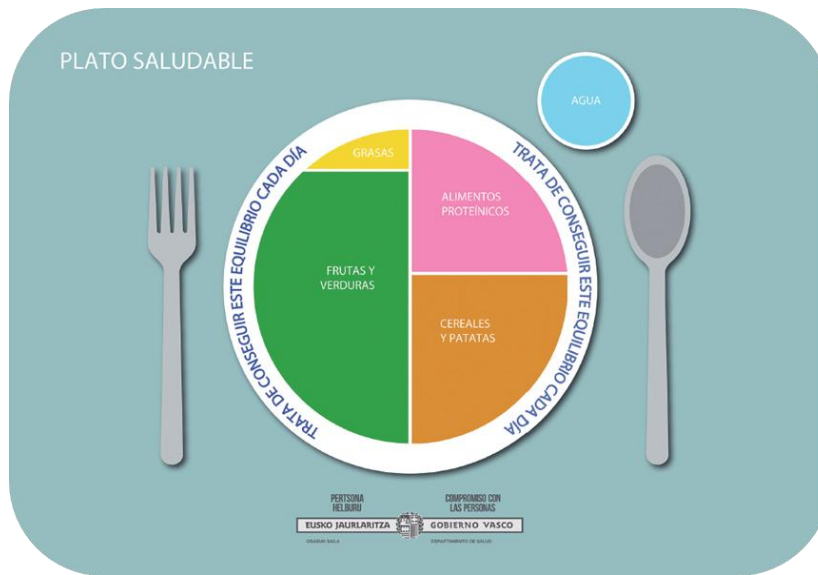 PLATO SALUDABLE
AGUA
TRATA DE CONSEGUIR ESTE EQUILIBRIO CADA DÍA
TRATA DE CONSEGUIR ESTE EQUILIBRIO CADA DÍA
GRASAS
ALIMENTOS
PROTEÍNICOS
FRUTAS Y
VERDURAS
CEREALES
Y PATATAS
PERTSONA
HELBURU
COMPROMISO CON
LAS PERSONAS
EUSKO JAURLARITZA
GOBIERNO VASCO
OSASUN SAILA
DEPARTAMENTO DE SALUD